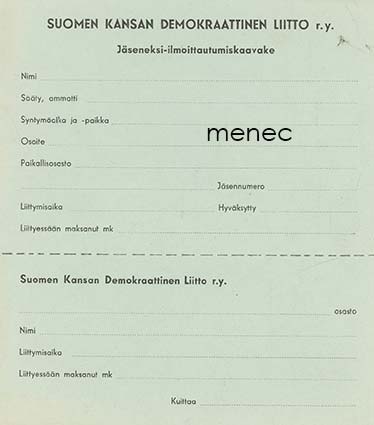 SUOMEN KANSAN DEMOKRAATTINEN LIITTO r.y.
Jäseneksi-ilmoittautumiskaavake
Nimi
Sääty, ammatti
Syntymäaika ja -paikka
menec
Osoite
Paikallisosasto
Jäsennumero
Liittymisaika Hyväksytty
Liittyessään maksanut mk
Suomen Kansan Demokraattinen Liitto r.y.
osasto
Nimi
Liittymisaika
Liittyessään maksanut mk
Kuittaa